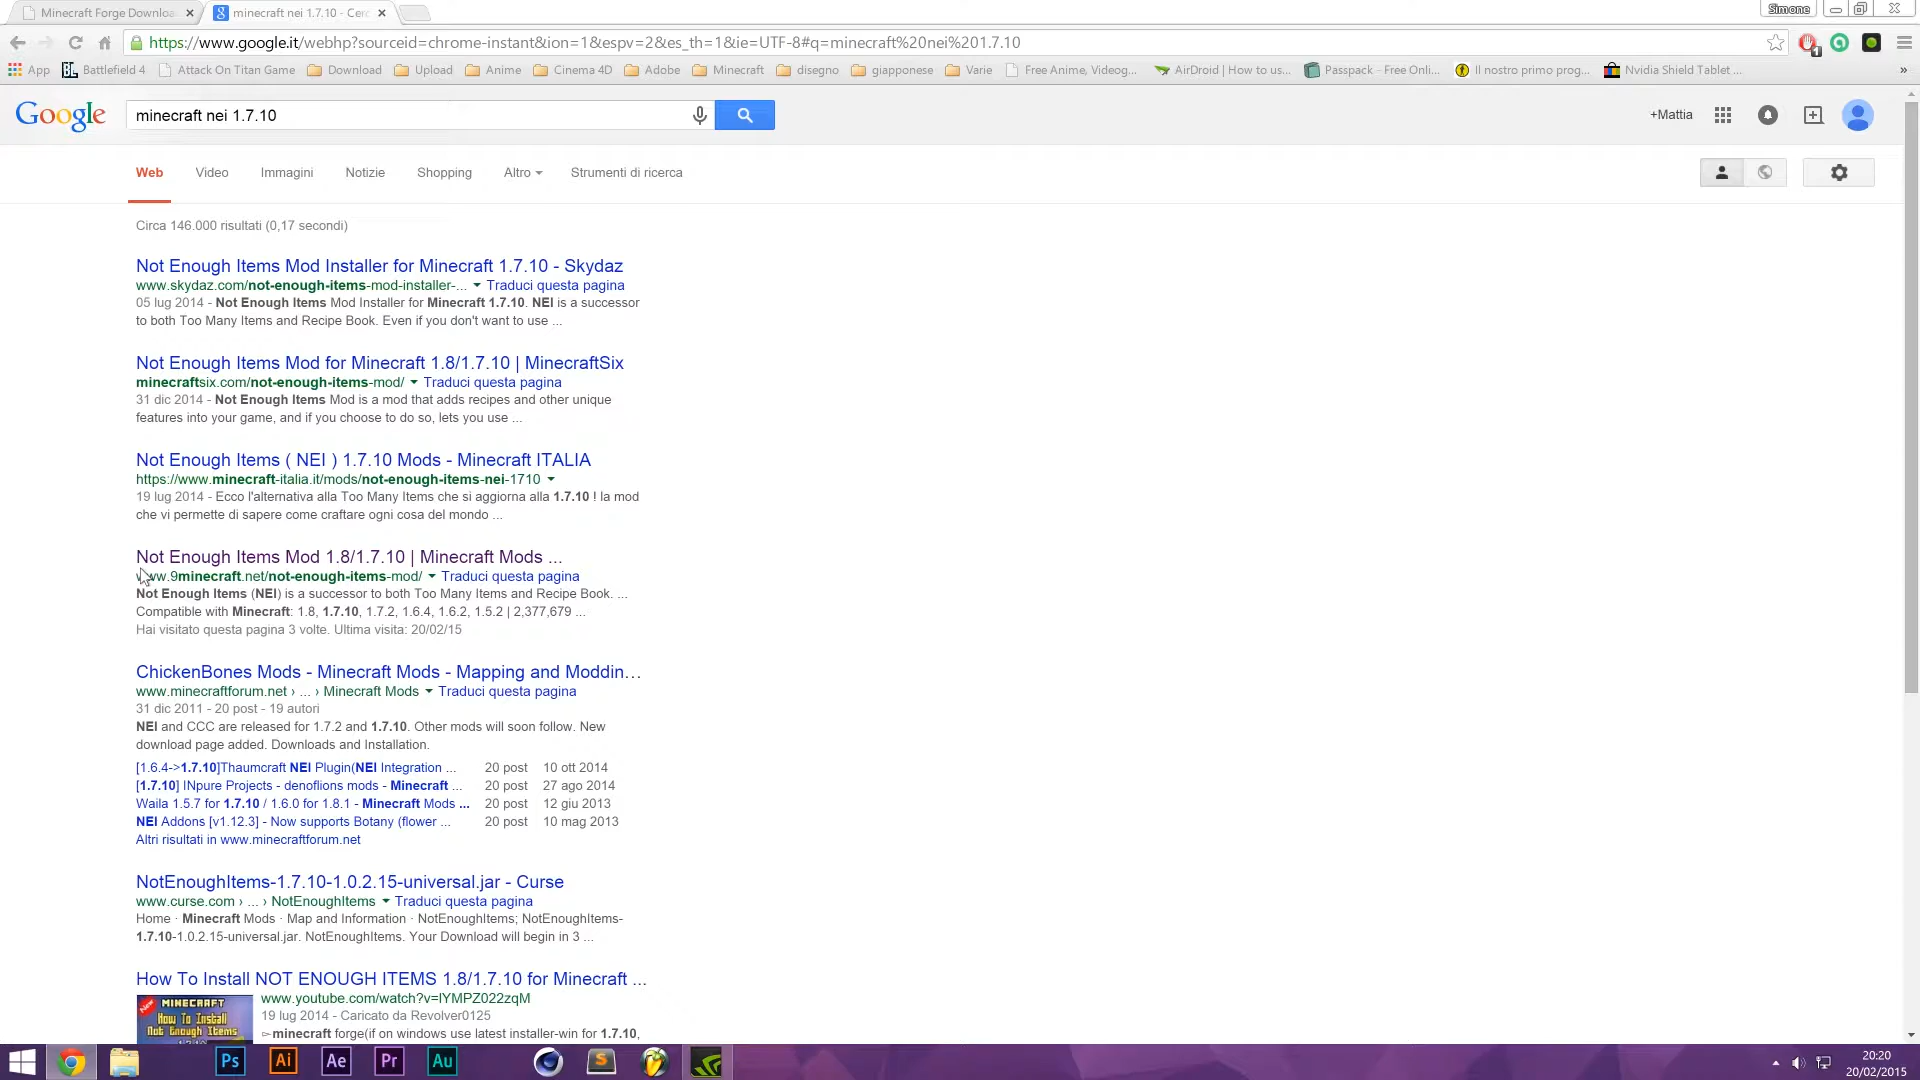 Minecraft Forge Downloa
minecraft nei 1.7.10 - Cerc
Simone
https://www.google.it/webhp?sourceid=chrome-instant&ion=1&espv=2&es_th=1&ie=UTF-8#q=minecraft%20nei%201.7.10
App Battlefield 4 Attack On Titan Game Download Upload Anime Cinema 4D Adobe Minecraft disegno giapponese Varie Free Anime, Videog... AirDroid | How to us... Passpack - Free Onli... Il nostro primo prog... Nvidia Shield Tablet ... »
Google minecraft nei 1.7.10 +Mattia
Web Video Immagini Notizie Shopping Altro Strumenti di ricerca
Circa 146.000 risultati (0,17 secondi)
Not Enough Items Mod Installer for Minecraft 1.7.10 - Skydaz
www.skydaz.com/not-enough-items-mod-installer-... Traduci questa pagina
05 lug 2014 - Not Enough Items Mod Installer for Minecraft 1.7.10. NEI is a successor
to both Too Many Items and Recipe Book. Even if you don't want to use ...
Not Enough Items Mod for Minecraft 1.8/1.7.10 | MinecraftSix
minecraftsix.com/not-enough-items-mod/ Traduci questa pagina
31 dic 2014 - Not Enough Items Mod is a mod that adds recipes and other unique
features into your game, and if you choose to do so, lets you use ...
Not Enough Items ( NEI ) 1.7.10 Mods - Minecraft ITALIA
https://www.minecraft-italia.it/mods/not-enough-items-nei-1710
19 lug 2014 - Ecco l'alternativa alla Too Many Items che si aggiorna alla 1.7.10 ! la mod
che vi permette di sapere come craftare ogni cosa del mondo ...
Not Enough Items Mod 1.8/1.7.10 | Minecraft Mods ...
www.9minecraft.net/not-enough-items-mod/ Traduci questa pagina
Not Enough Items (NEI) is a successor to both Too Many Items and Recipe Book. ...
Compatible with Minecraft: 1.8, 1.7.10, 1.7.2, 1.6.4, 1.6.2, 1.5.2 | 2,377,679 ...
Hai visitato questa pagina 3 volte. Ultima visita: 20/02/15
ChickenBones Mods - Minecraft Mods - Mapping and Moddin...
www.minecraftforum.net › ... › Minecraft Mods Traduci questa pagina
31 dic 2011 - 20 post - 19 autori
NEI and CCC are released for 1.7.2 and 1.7.10. Other mods will soon follow. New
download page added. Downloads and Installation.
[1.6.4->1.7.10]Thaumcraft NEI Plugin(NEI Integration ... 20 post 10 ott 2014
[1.7.10] INpure Projects - denoflions mods - Minecraft ... 20 post 27 ago 2014
Waila 1.5.7 for 1.7.10 / 1.6.0 for 1.8.1 - Minecraft Mods ... 20 post 12 giu 2013
NEI Addons [v1.12.3] - Now supports Botany (flower ... 20 post 10 mag 2013
Altri risultati in www.minecraftforum.net
NotEnoughItems-1.7.10-1.0.2.15-universal.jar - Curse
www.curse.com › ... › NotEnoughItems Traduci questa pagina
Home · Minecraft Mods · Map and Information · NotEnoughItems; NotEnoughItems-
1.7.10-1.0.2.15-universal.jar. NotEnoughItems. Your Download will begin in 3 ...
How To Install NOT ENOUGH ITEMS 1.8/1.7.10 for Minecraft ...
www.youtube.com/watch?v=IYMPZ022zqM
19 lug 2014 - Caricato da Revolver0125
▻minecraft forge(if on windows use latest installer-win for 1.7.10,
New MINECRAFT
How To Install
Not Enough Items
Ps Ai Ae Pr Au
20:20
20/02/2015